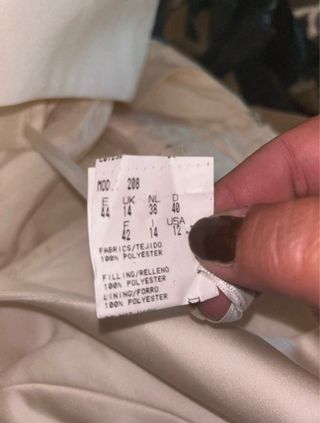 MOD.: 208
E UK NL D
44 14 38 40
F I USA
42 14 12
FABRICS/TEJIDO
100% POLYESTER
FILLING/RELLENO
100% POLYESTER
LINING/FORRO
100% POLYESTER